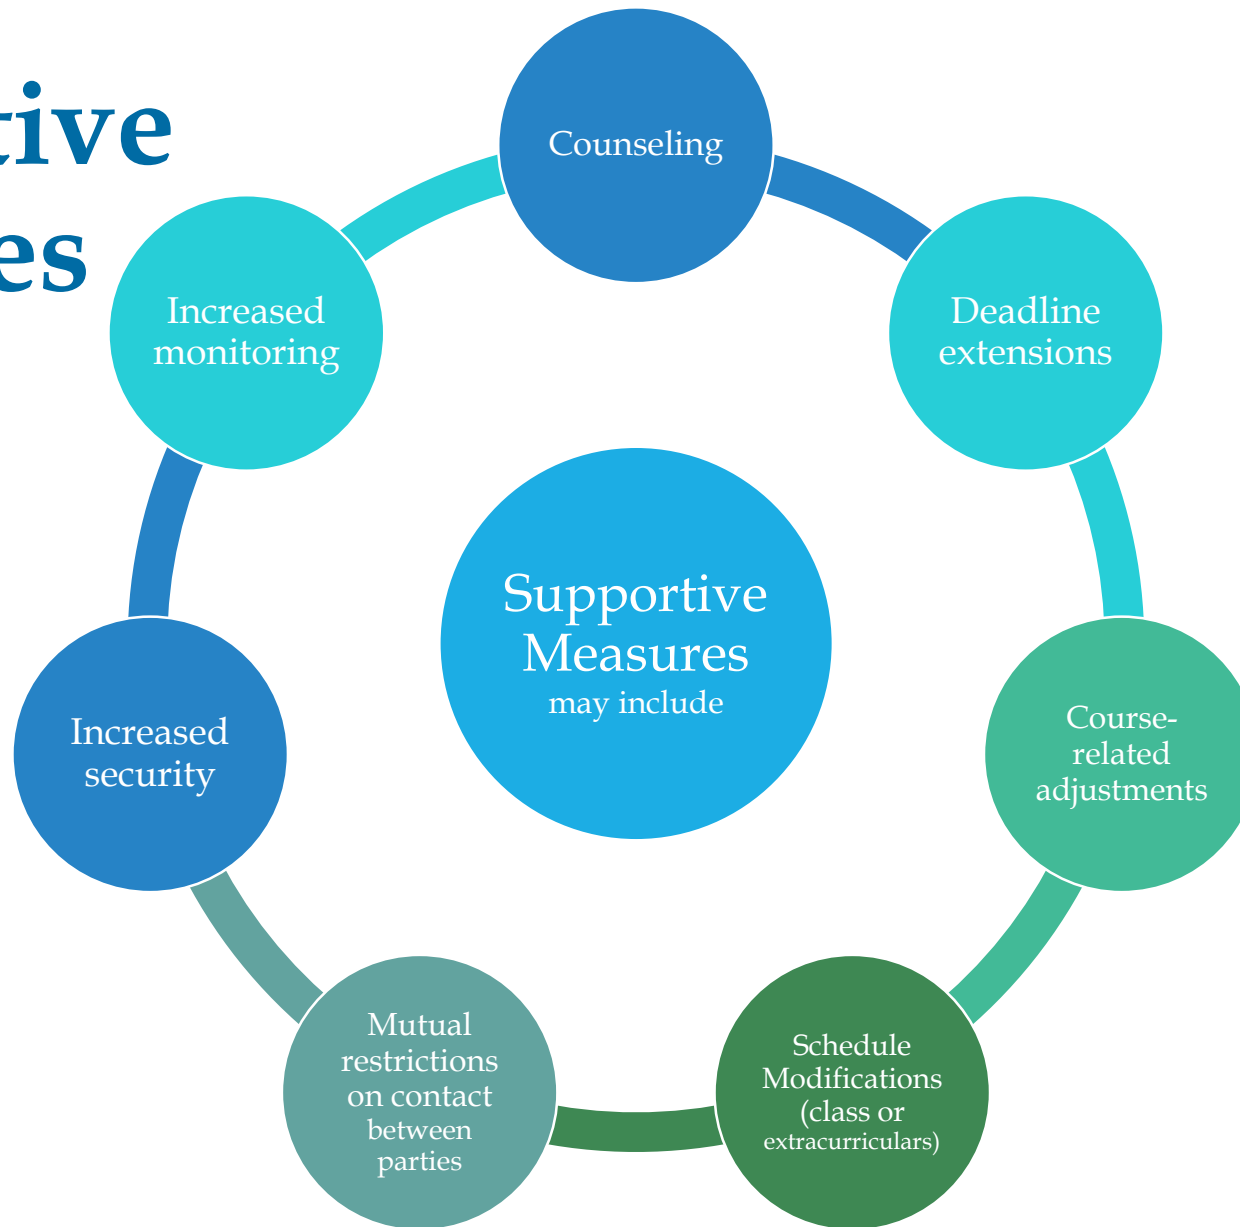 tive
es
Counseling
Deadline
extensions
Course-
related
adjustments
Schedule
Modifications
(class or
extracurriculars)
Mutual
restrictions
on contact
between
parties
Increased
security
Increased
monitoring
Supportive
Measures
may include